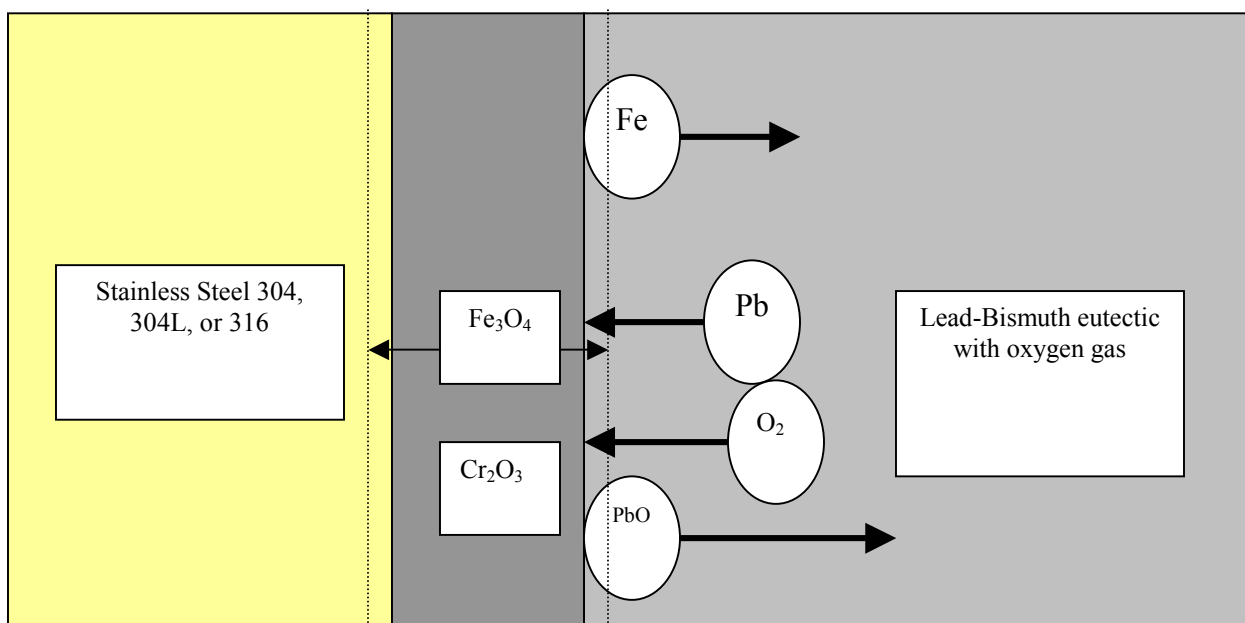 Fe
Stainless Steel 304,
304L, or 316
Fe₃O₄
Pb
Lead-Bismuth eutectic
with oxygen gas
O₂
Cr₂O₃
PbO